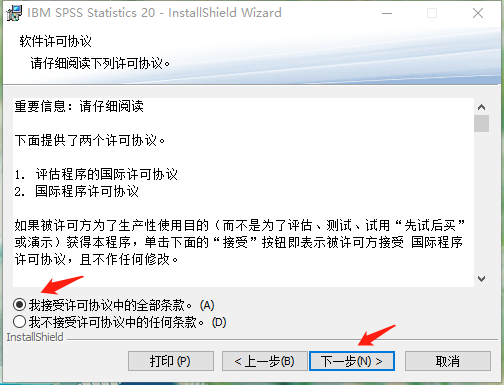 IBM SPSS Statistics 20 - InstallShield Wizard
软件许可协议
请仔细阅读下列许可协议。
重要信息：请仔细阅读
下面提供了两个许可协议。
1. 评估程序的国际许可协议
2. 国际程序许可协议
如果被许可方为了生产性使用目的（而不是为了评估、测试、试用“先试后买”
或演示）获得本程序，单击下面的“接受”按钮即表示被许可方接受 国际程序
许可协议，且不作任何修改。
我接受许可协议中的全部条款。(A)
我不接受许可协议中的任何条款。(D)
InstallShield
打印(P)
< 上一步(B)
下一步(N) >
取消